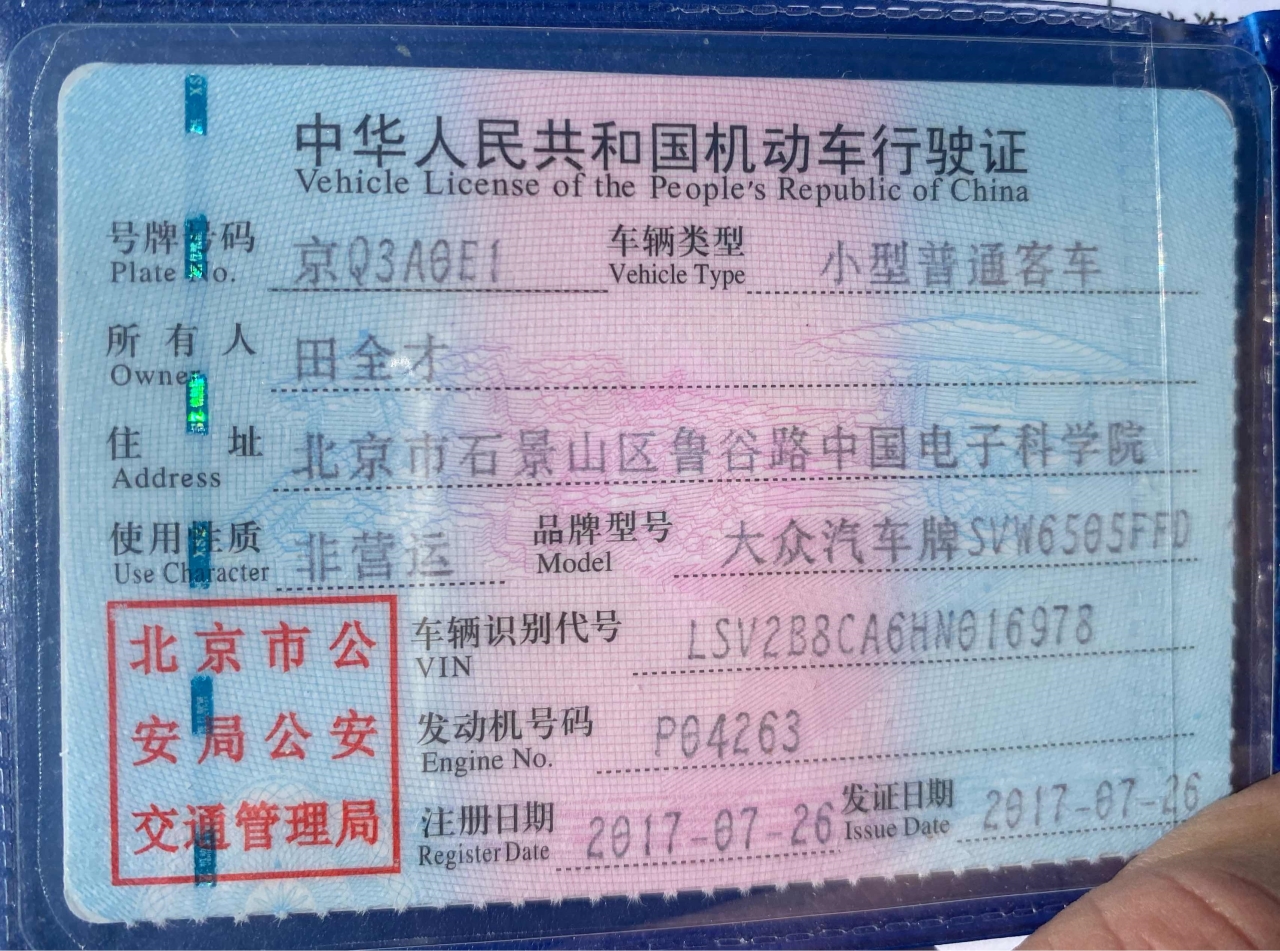 中华人民共和国机动车行驶证
Vehicle License of the People's Republic of China
号牌号码 京Q3A0E1 车辆类型 小型普通客车
Plate No. Vehicle Type
所有人 田全才
Owner
住址 北京市石景山区鲁谷路中国电子科学院
Address
使用性质 非营运 品牌型号 大众汽车牌SVW6505FFD
Use Character Model
北京市公
安局公安
交通管理局
车辆识别代号 LSV2B8CA6HN016978
VIN
发动机号码 P04263
Engine No.
注册日期 2017-07-26 发证日期 2017-07-26
Register Date Issue Date